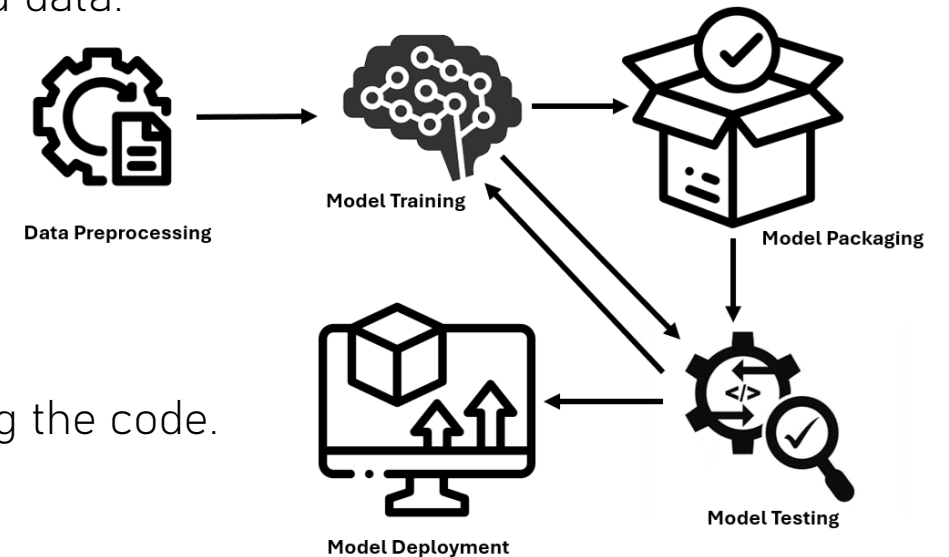 data.
Model Training
Data Preprocessing
Model Packaging
g the code.
</>
Model Testing
Model Deployment